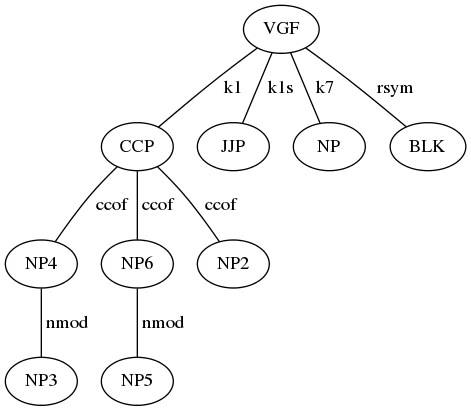 VGF
k1 k1s k7 rsym
CCP JJP NP BLK
ccof ccof ccof
NP4 NP6 NP2
nmod nmod
NP3 NP5